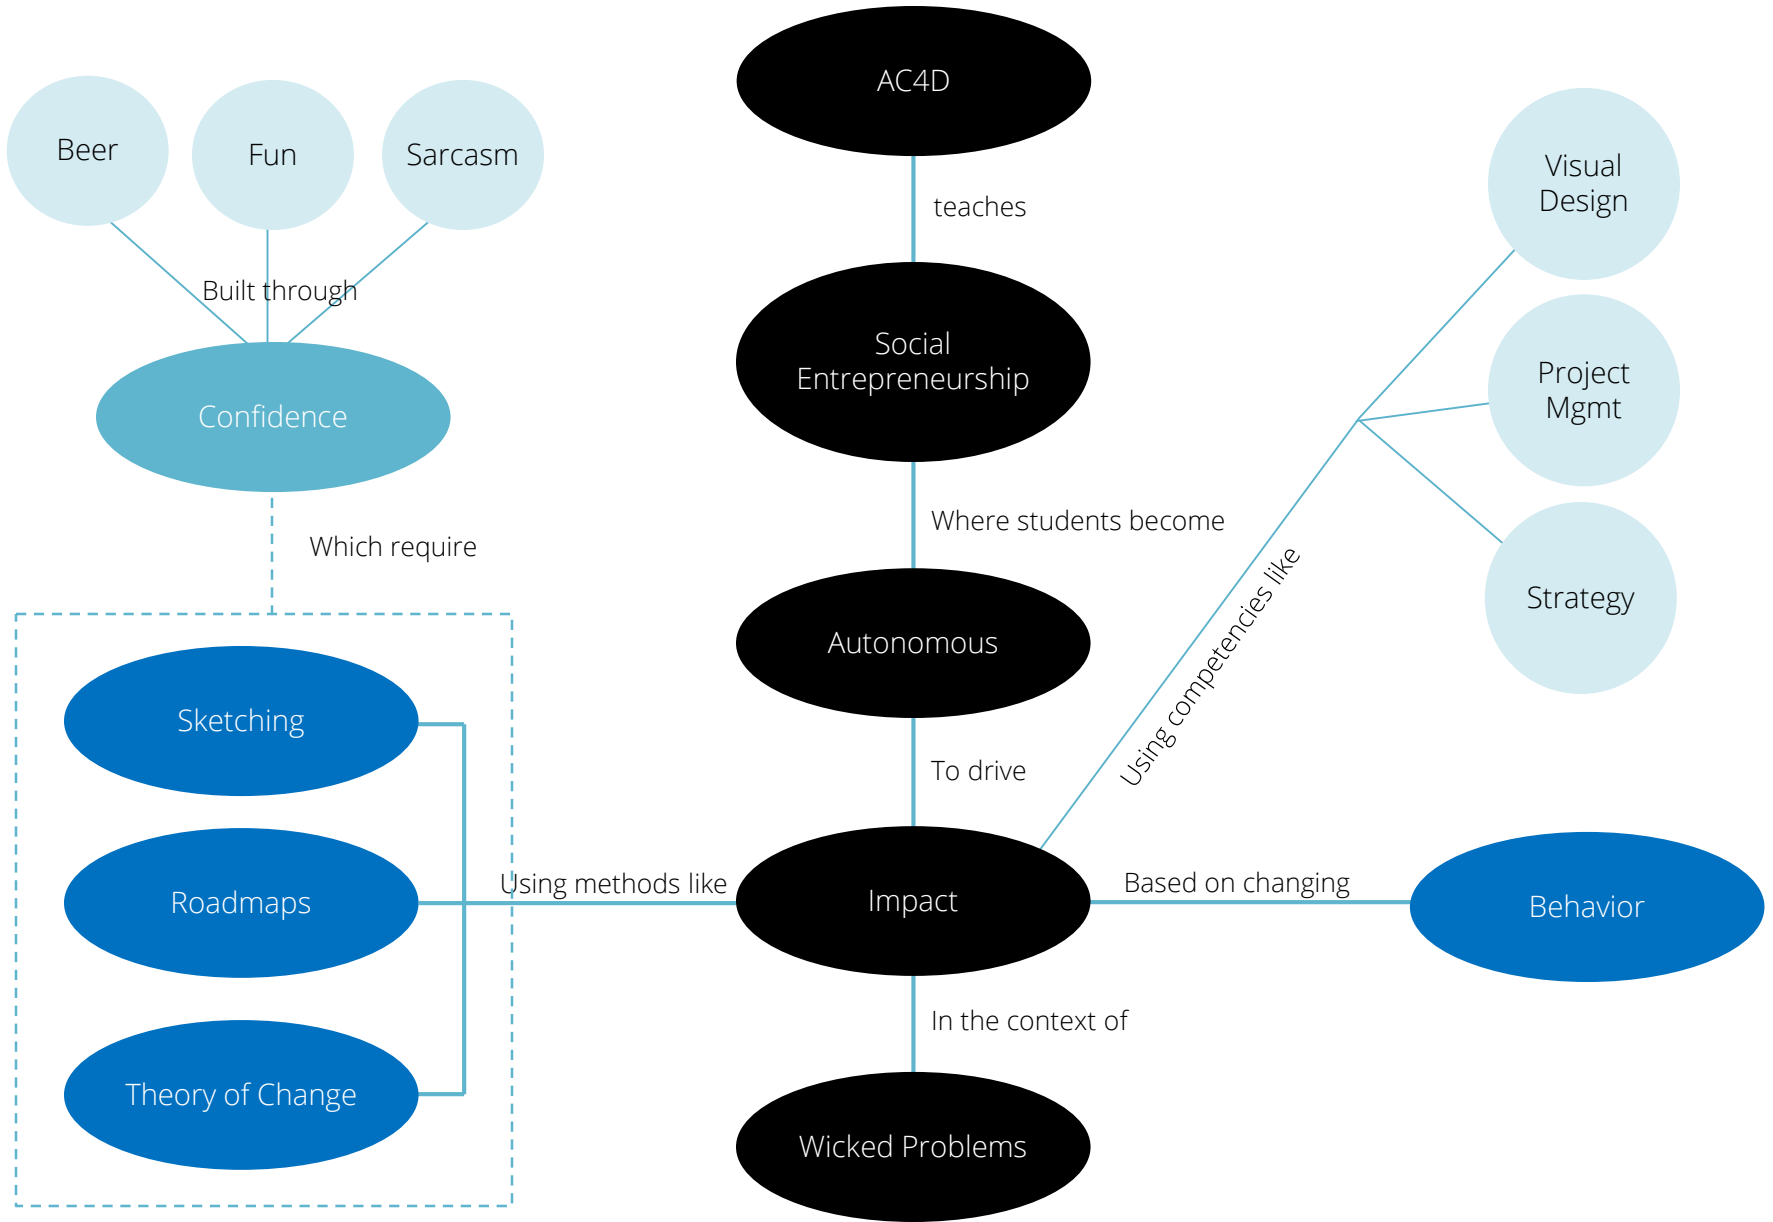 AC4D
teaches
Social
Entrepreneurship
Where students become
Autonomous
To drive
Impact
In the context of
Wicked Problems
Beer
Fun
Sarcasm
Built through
Confidence
Which require
Sketching
Roadmaps
Theory of Change
Using methods like
Using competencies like
Visual
Design
Project
Mgmt
Strategy
Based on changing
Behavior